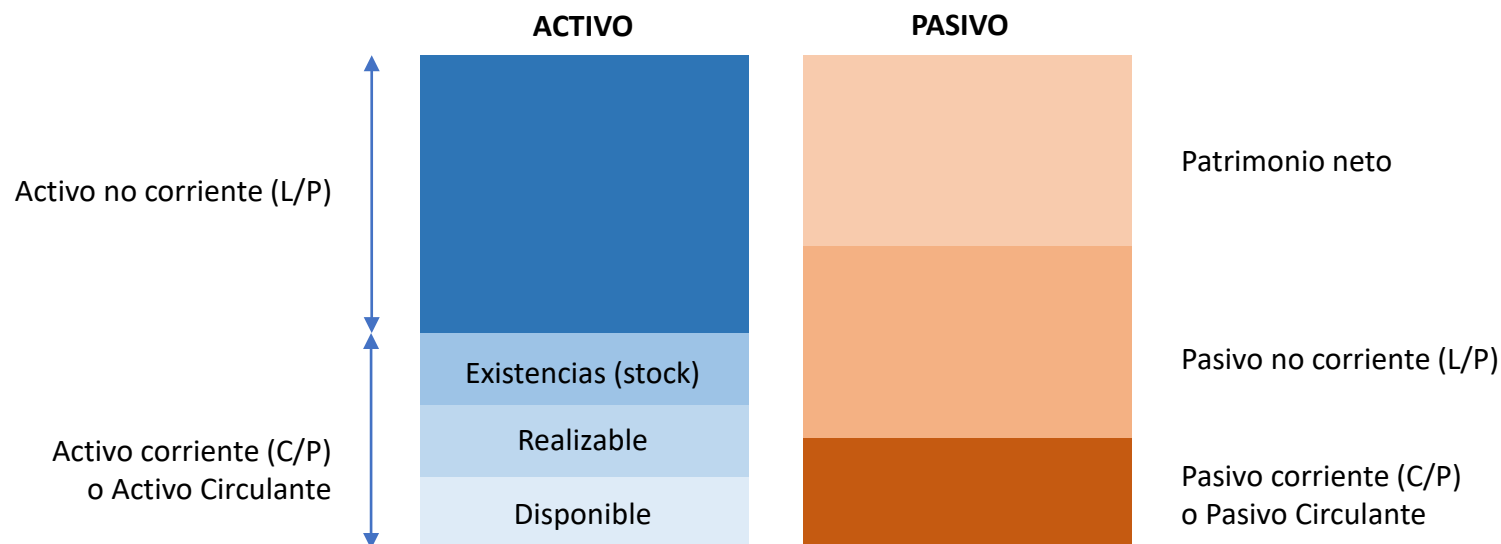 ACTIVO
PASIVO
Activo no corriente (L/P)
Existencias (stock)
Realizable
Disponible
Activo corriente (C/P)
o Activo Circulante
Patrimonio neto
Pasivo no corriente (L/P)
Pasivo corriente (C/P)
o Pasivo Circulante